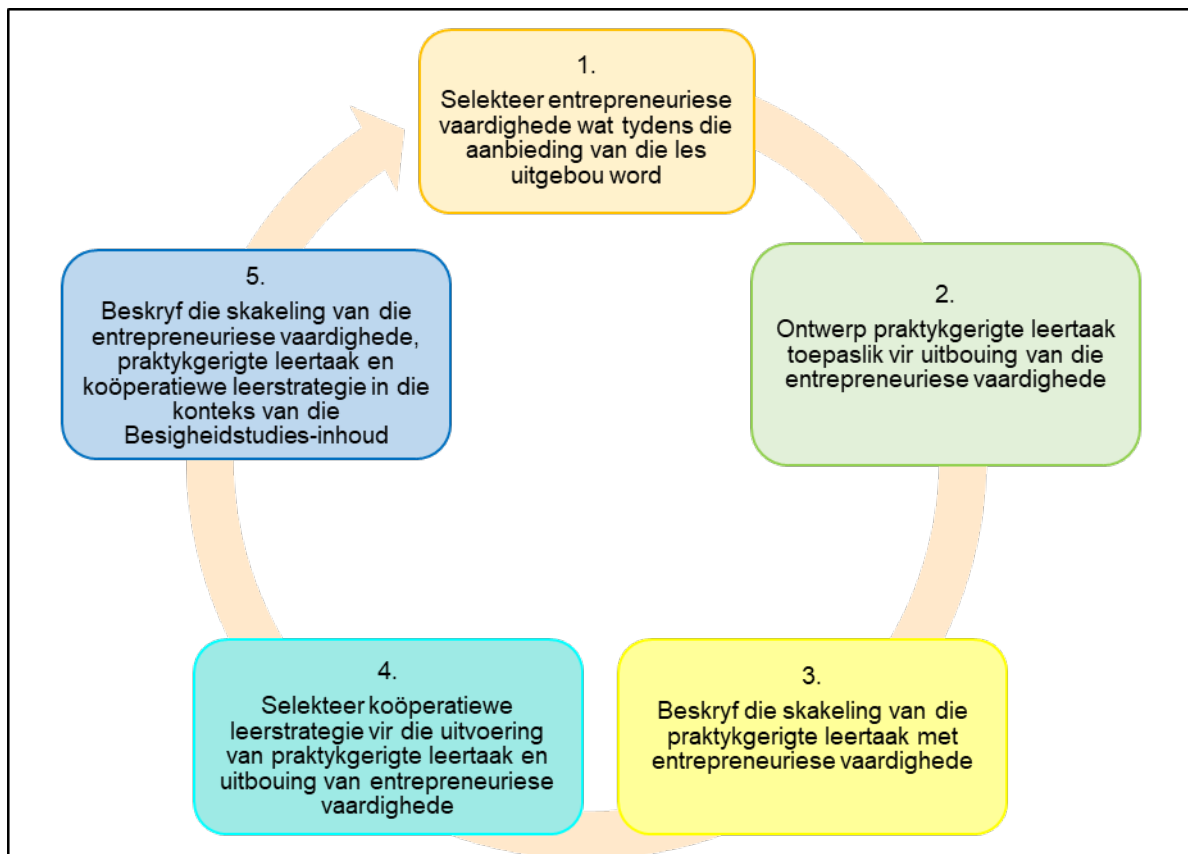 1.
Selekteer entrepreneuriese
vaardighede wat tydens die
aanbieding van die les
uitgebou word
2.
Ontwerp praktykgerigte leertaak
toepaslik vir uitbouing van die
entrepreneuriese vaardighede
3.
Beskryf die skakeling van die
praktykgerigte leertaak met
entrepreneuriese vaardighede
4.
Selekteer koöperatiewe
leerstrategie vir die uitvoering
van praktykgerigte leertaak en
uitbouing van entrepreneuriese
vaardighede
5.
Beskryf die skakeling van die
entrepreneuriese vaardighede,
praktykgerigte leertaak en
koöperatiewe leerstrategie in die
konteks van die
Besigheidstudies-inhoud